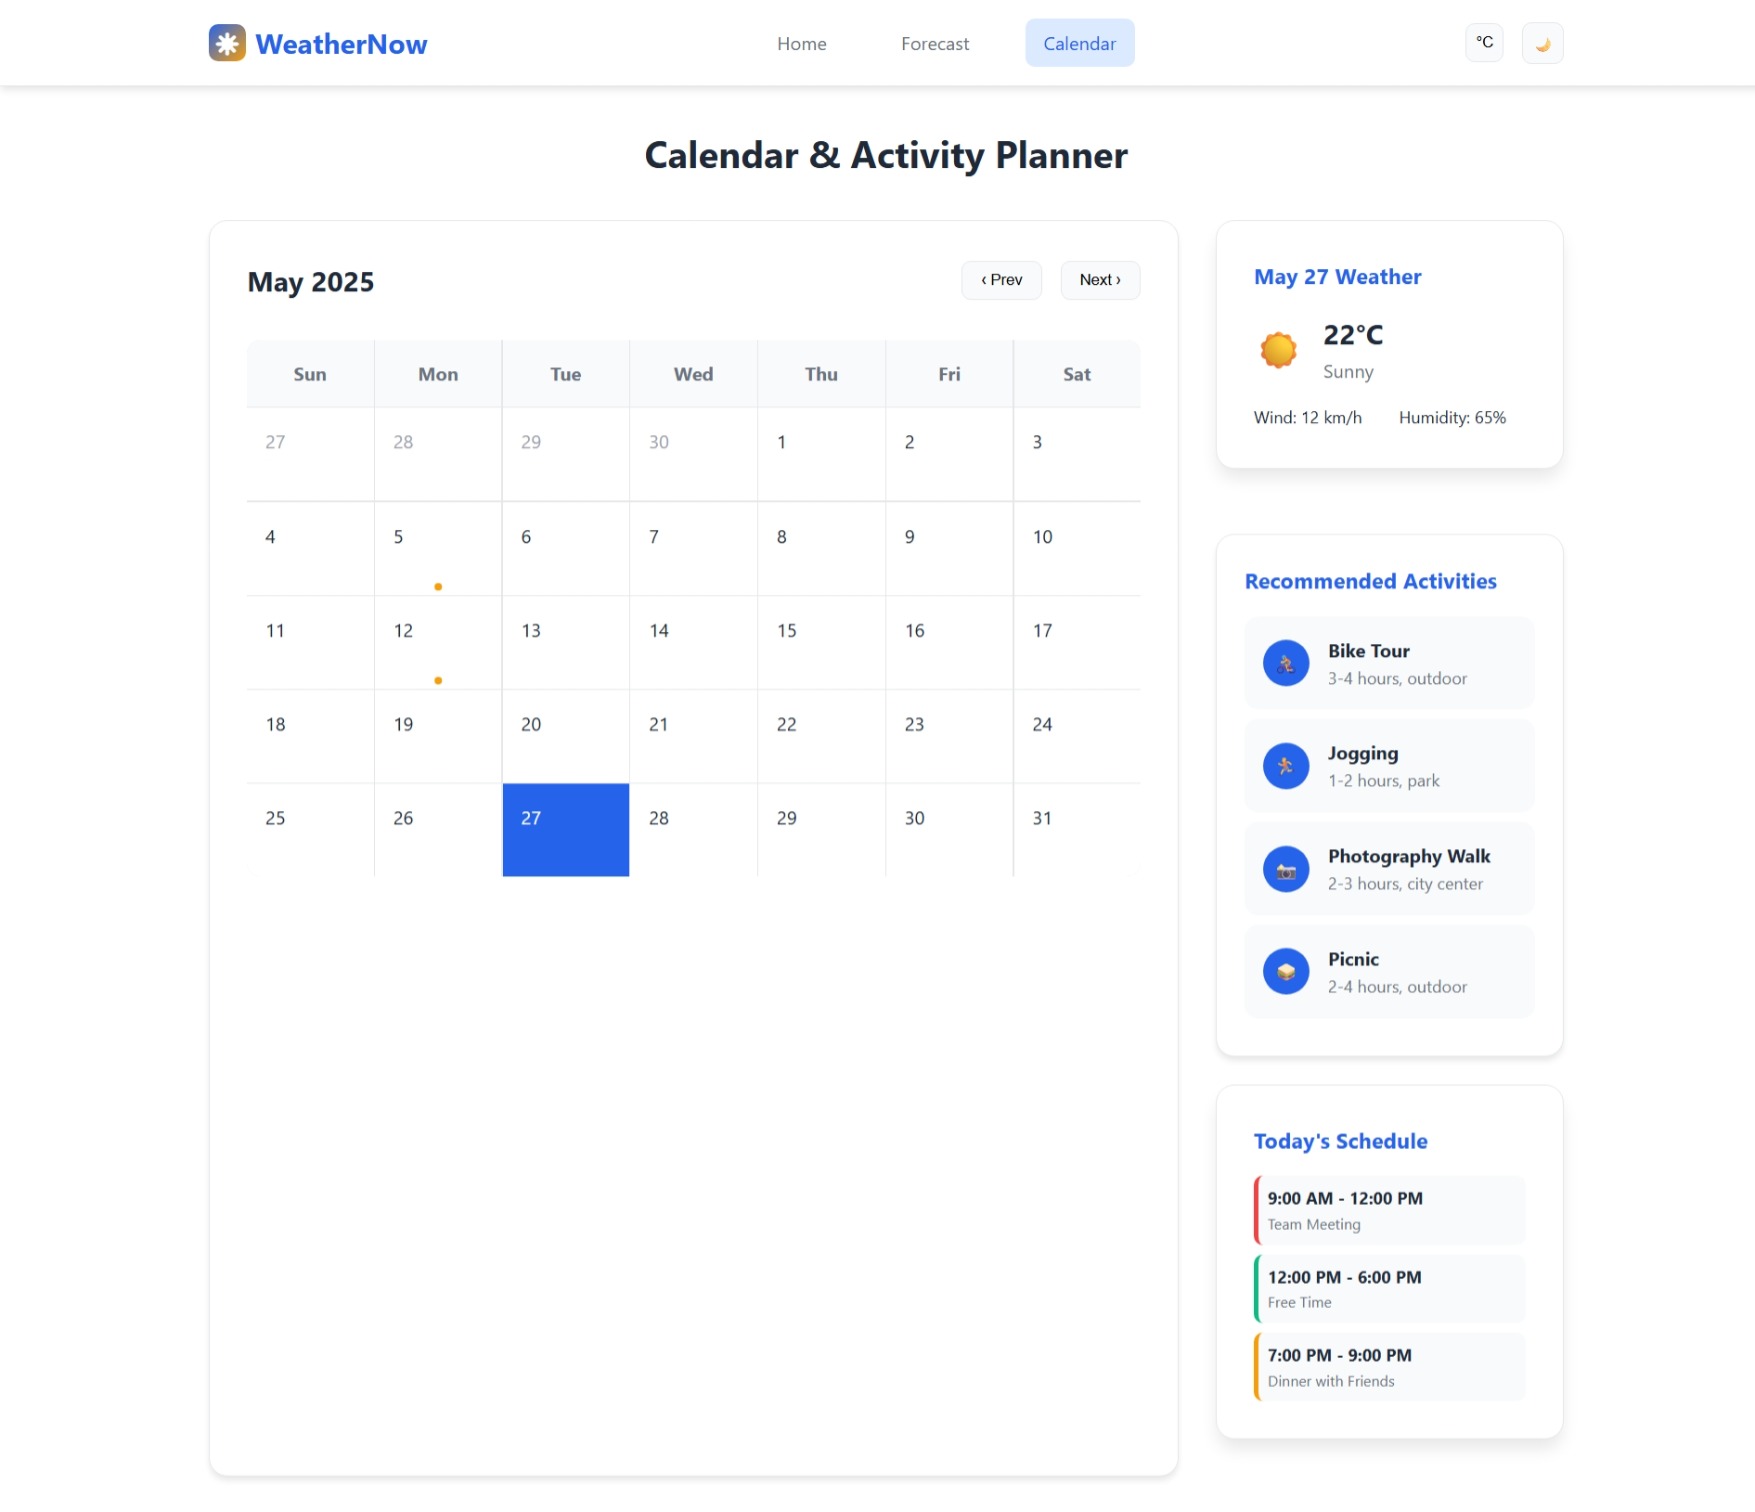 WeatherNow
Home
Forecast
Calendar
°C
Calendar & Activity Planner
May 2025
‹ Prev
Next ›
Sun Mon Tue Wed Thu Fri Sat
27 28 29 30 1 2 3
4 5 6 7 8 9 10
11 12 13 14 15 16 17
18 19 20 21 22 23 24
25 26 27 28 29 30 31
May 27 Weather
22°C
Sunny
Wind: 12 km/h Humidity: 65%
Recommended Activities
Bike Tour
3-4 hours, outdoor
Jogging
1-2 hours, park
Photography Walk
2-3 hours, city center
Picnic
2-4 hours, outdoor
Today's Schedule
9:00 AM - 12:00 PM
Team Meeting
12:00 PM - 6:00 PM
Free Time
7:00 PM - 9:00 PM
Dinner with Friends